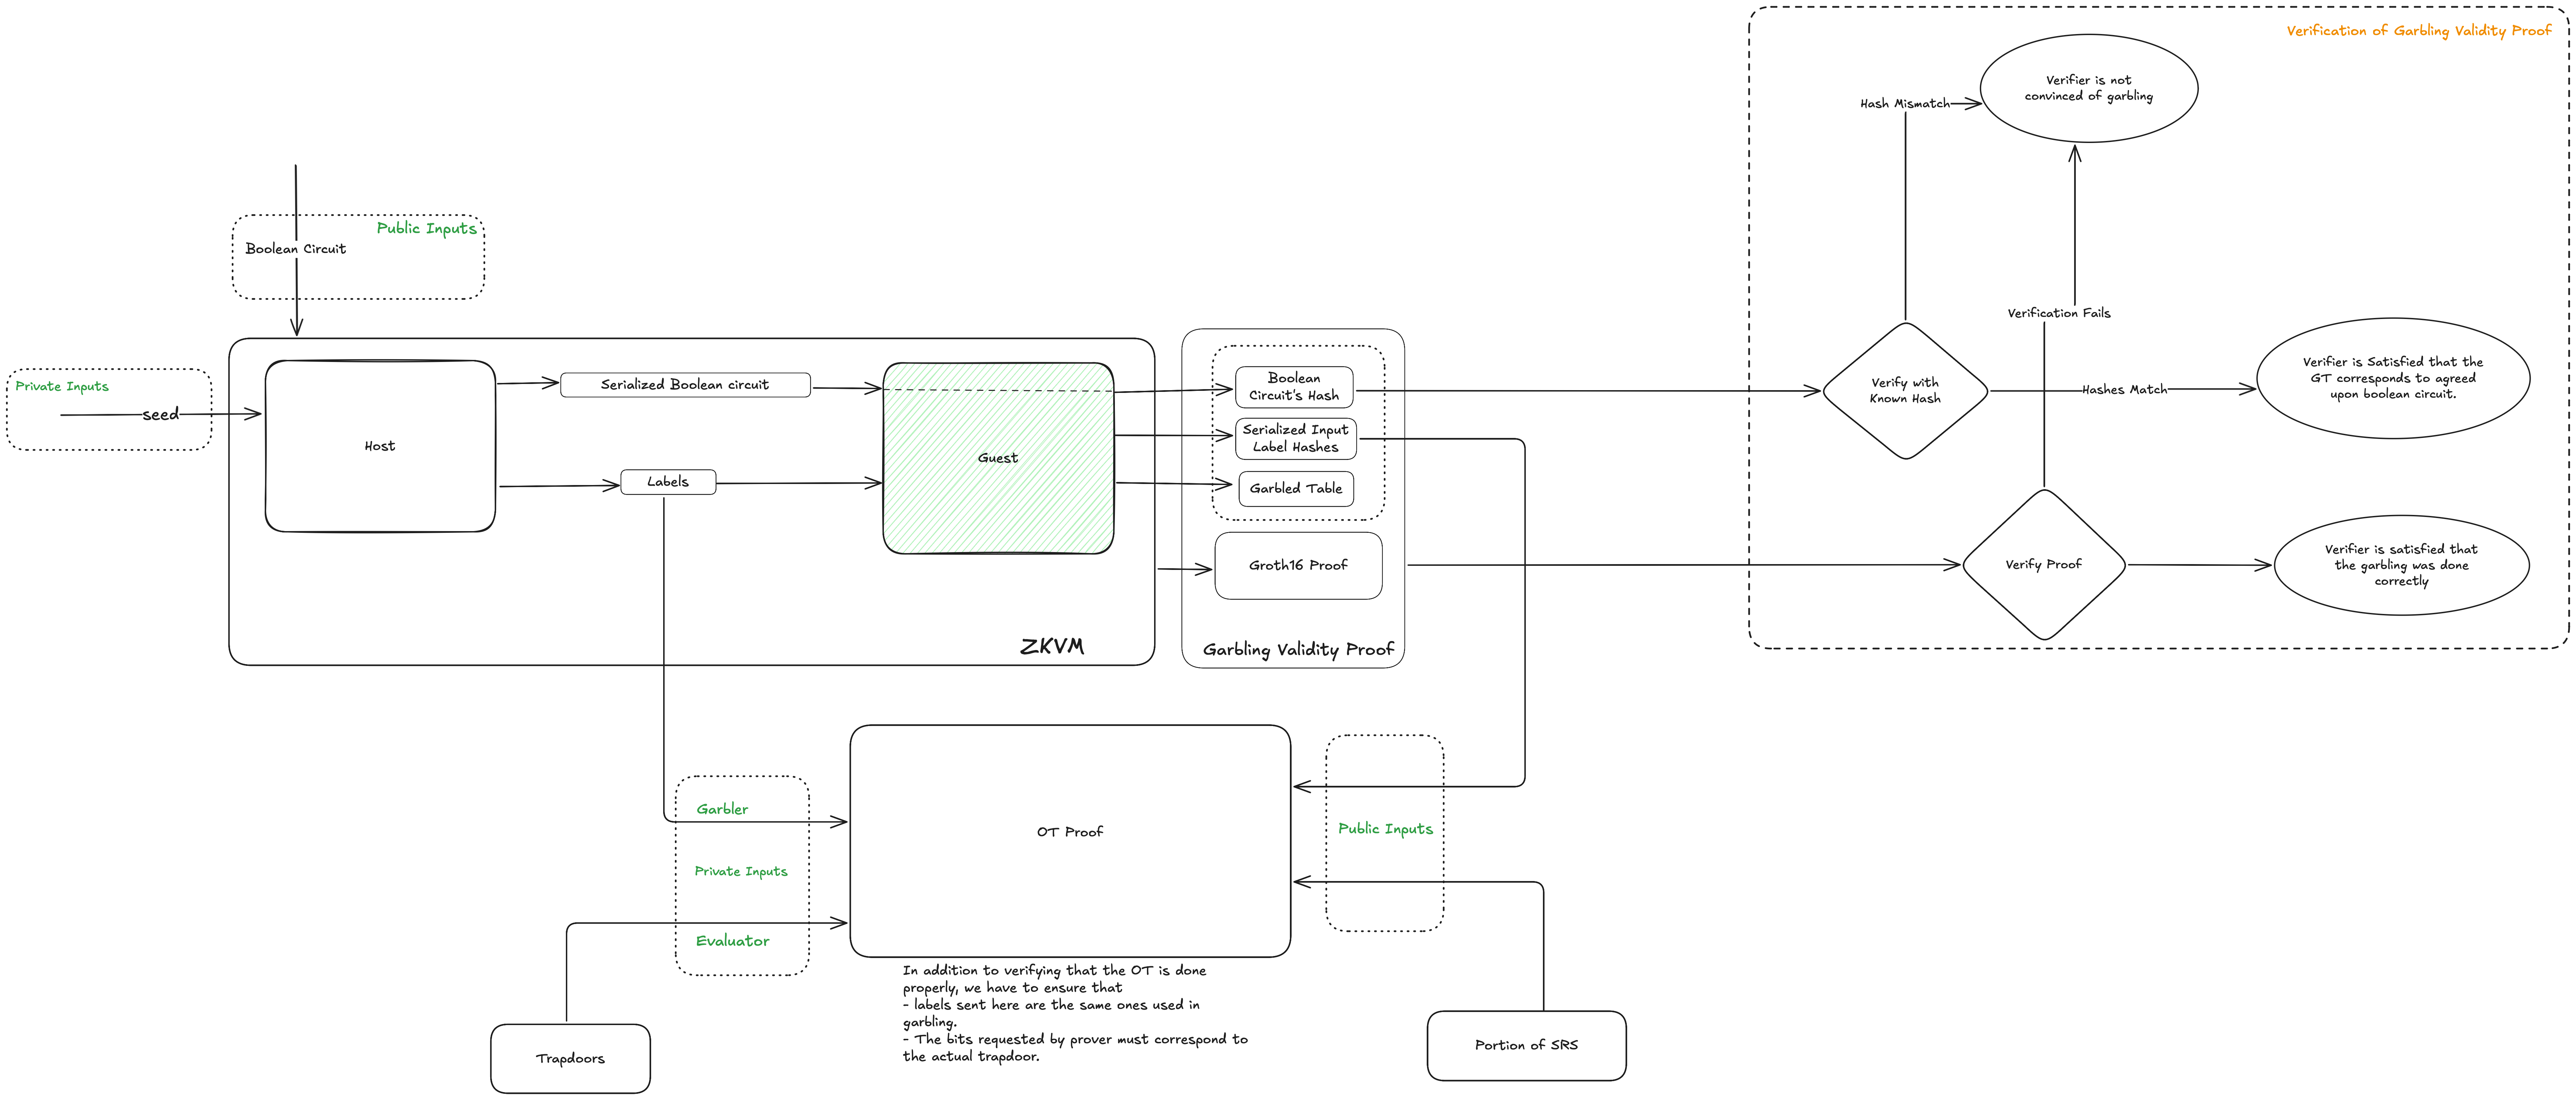 Verification of Garbling Validity Proof
Verifier is not
convinced of garbling
Hash Mismatch
Public Inputs
Boolean Circuit
Verification Fails
Private Inputs
seed
Host
Serialized Boolean circuit
Labels
Guest
ZKVM
Boolean
Circuit's Hash
Serialized Input
Label Hashes
Garbled Table
Groth16 Proof
Garbling Validity Proof
Verify with
Known Hash
Hashes Match
Verifier is Satisfied that the
GT corresponds to agreed
upon boolean circuit.
Verify Proof
Verifier is satisfied that
the garbling was done
correctly
Garbler
Private Inputs
Evaluator
OT Proof
Public Inputs
In addition to verifying that the OT is done
properly, we have to ensure that
- labels sent here are the same ones used in
garbling.
- The bits requested by prover must correspond to
the actual trapdoor.
Trapdoors
Portion of SRS